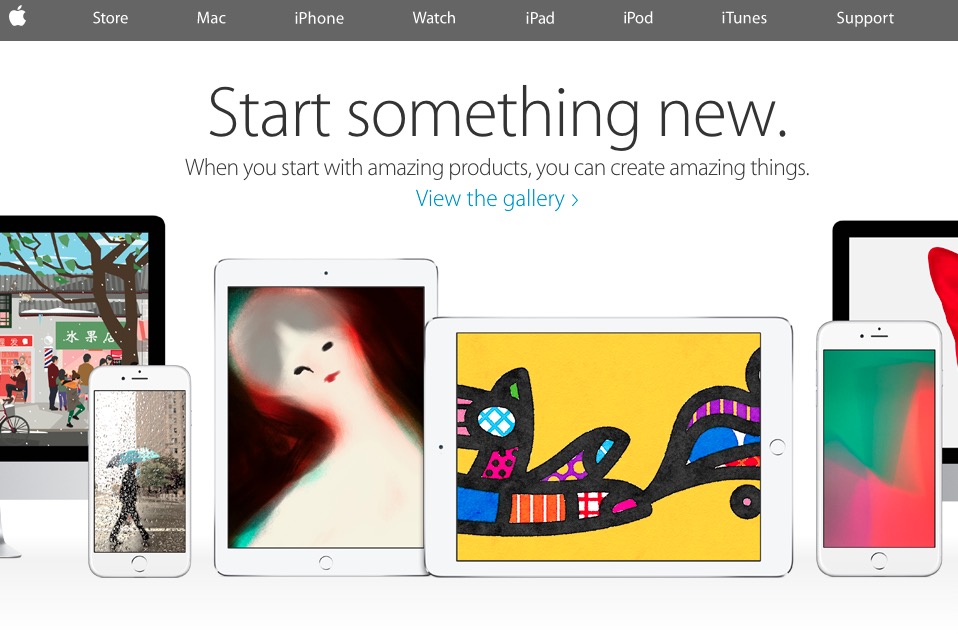 Store Mac iPhone Watch iPad iPod iTunes Support
Start something new.
When you start with amazing products, you can create amazing things.
View the gallery ›
水果店